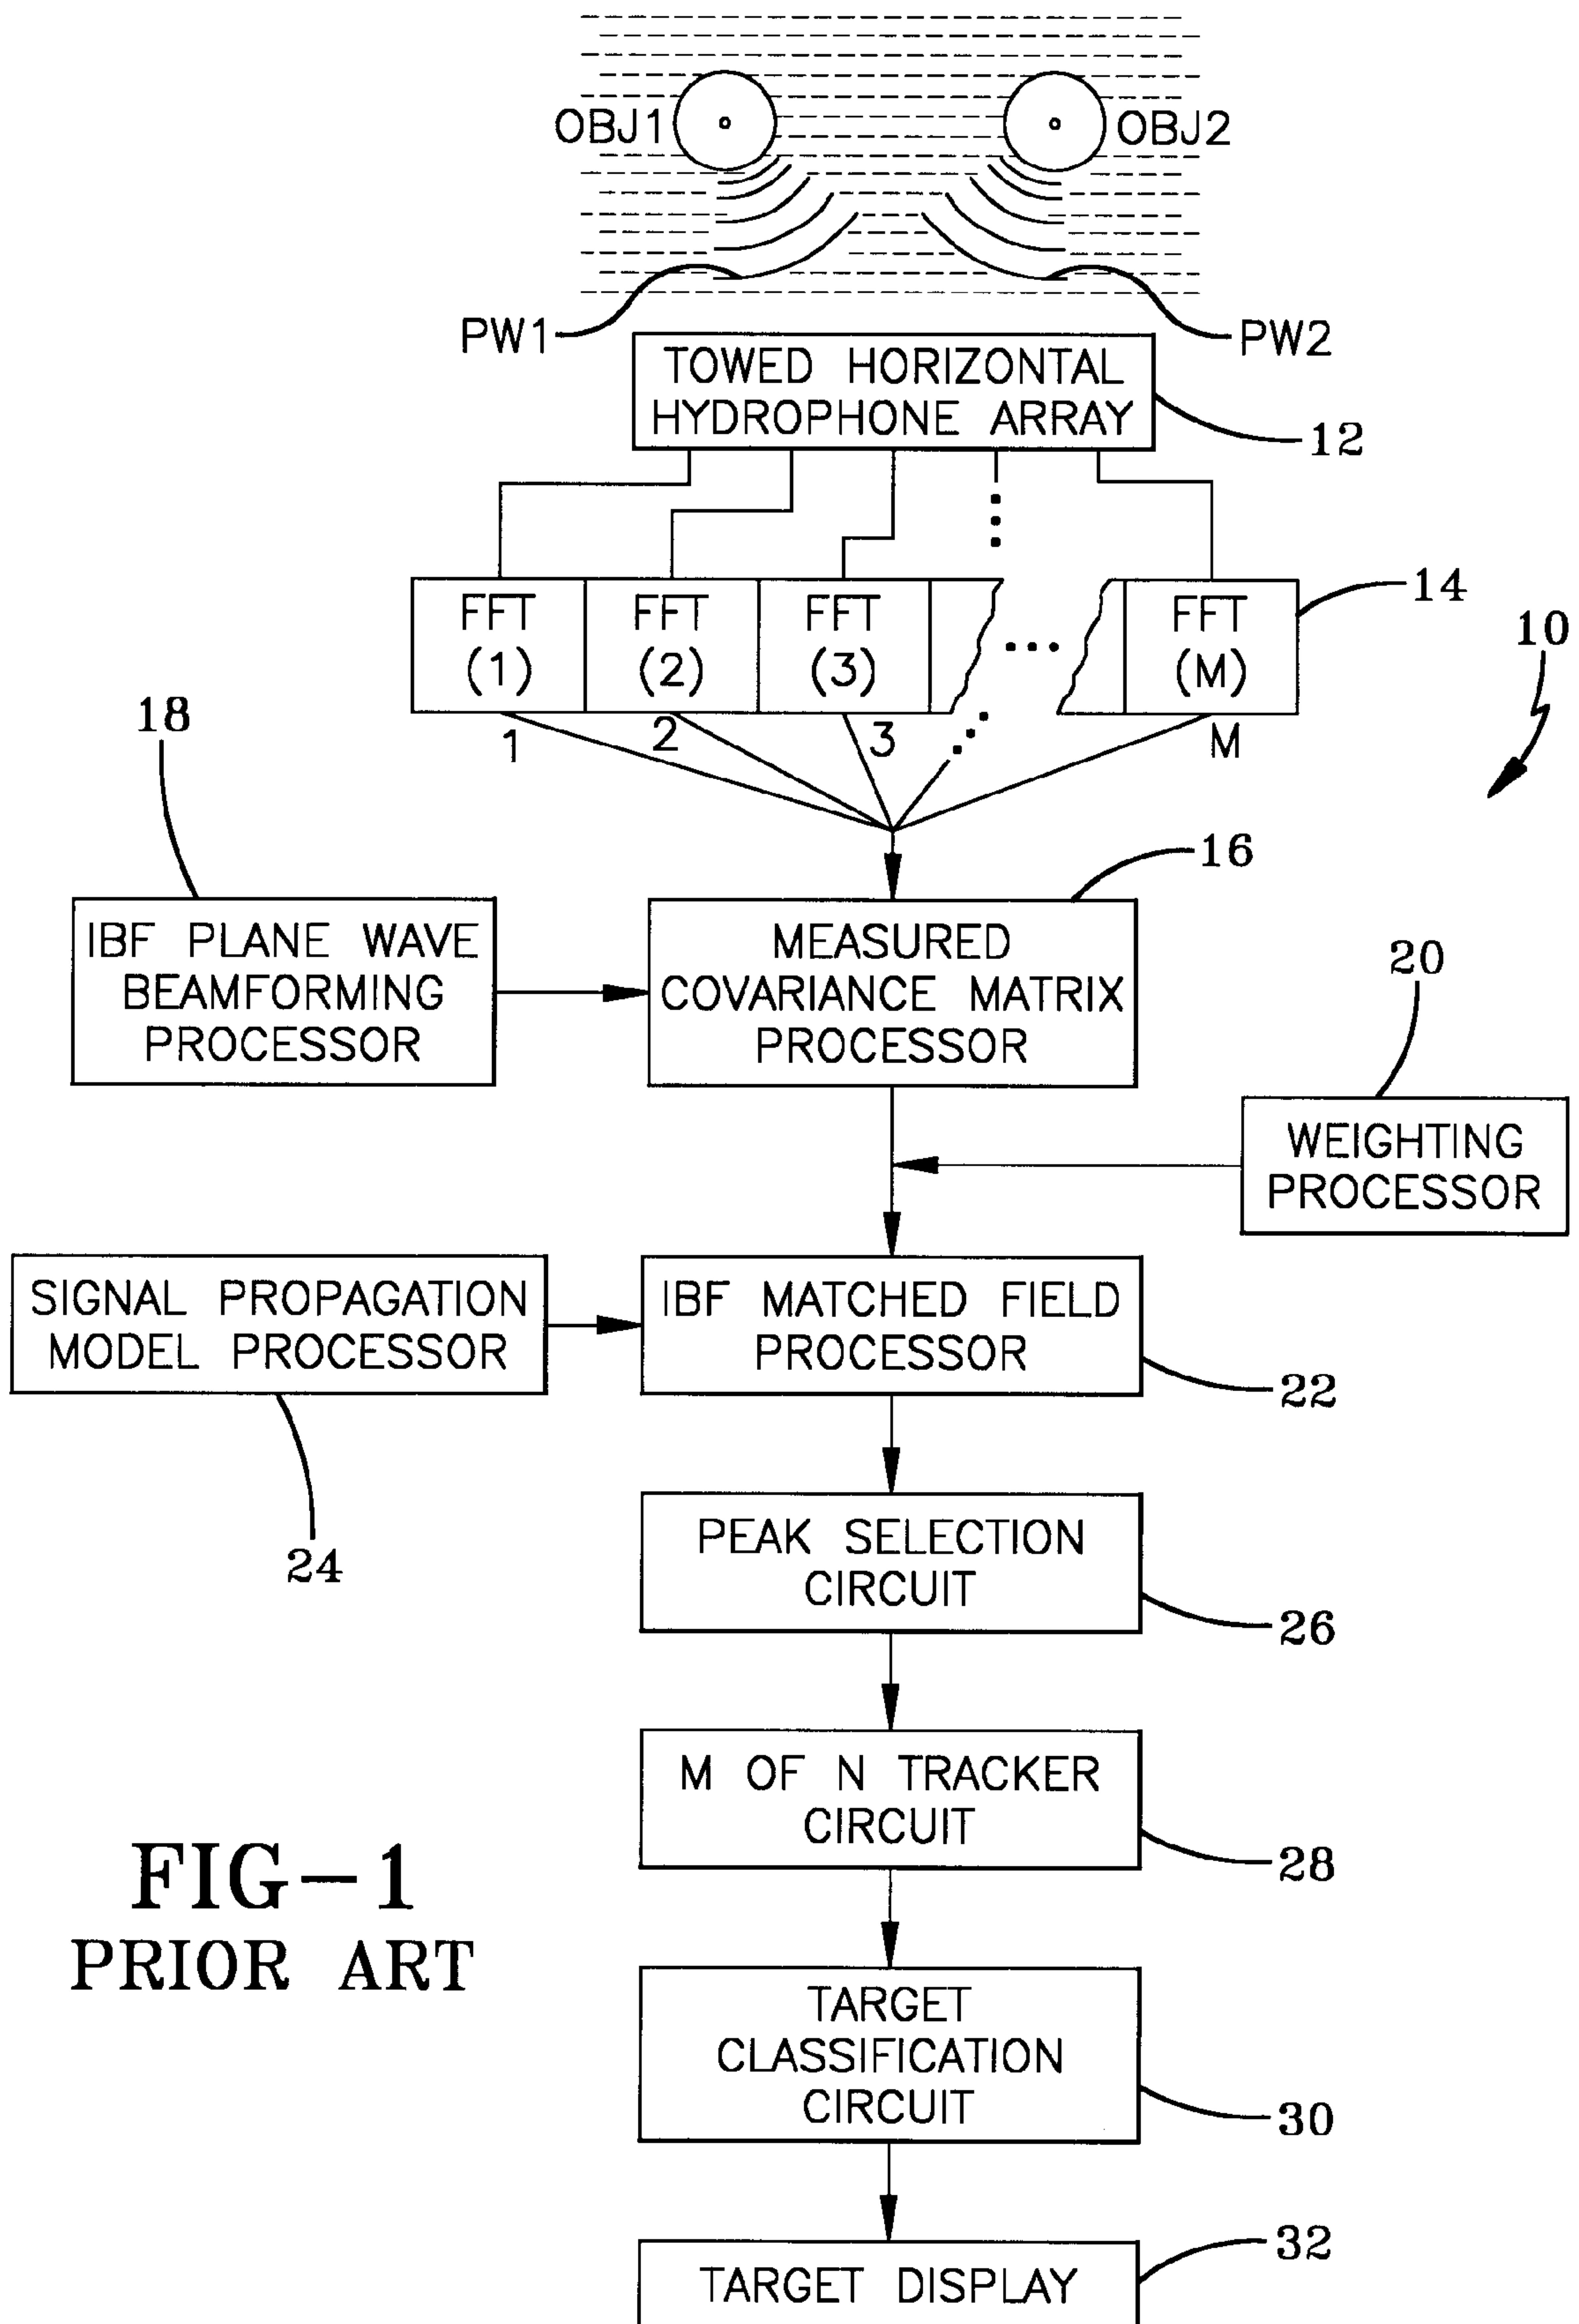 OBJ1
OBJ2
PW1
PW2
TOWED HORIZONTAL
HYDROPHONE ARRAY
12
FFT
(1)
FFT
(2)
FFT
(3)
FFT
(M)
14
10
1
2
3
M
18
16
IBF PLANE WAVE
BEAMFORMING
PROCESSOR
MEASURED
COVARIANCE MATRIX
PROCESSOR
20
WEIGHTING
PROCESSOR
SIGNAL PROPAGATION
MODEL PROCESSOR
IBF MATCHED FIELD
PROCESSOR
22
24
PEAK SELECTION
CIRCUIT
26
M OF N TRACKER
CIRCUIT
28
FIG-1
PRIOR ART
TARGET
CLASSIFICATION
CIRCUIT
30
32
TARGET DISPLAY